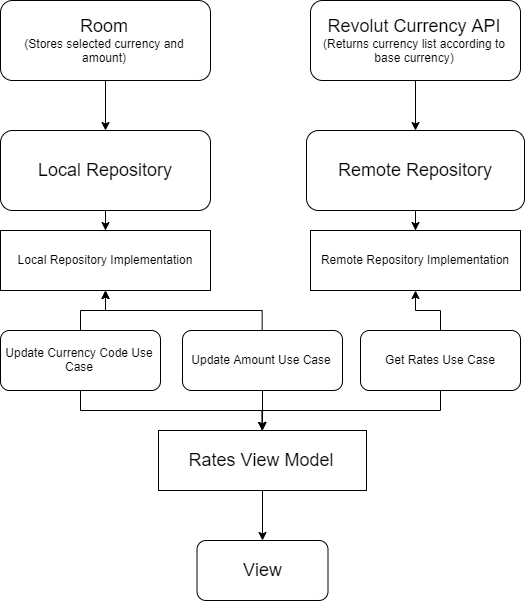 Room
(Stores selected currency and
amount)
Revolut Currency API
(Returns currency list according to
base currency)
Local Repository
Remote Repository
Local Repository Implementation
Remote Repository Implementation
Update Currency Code Use
Case
Update Amount Use Case
Get Rates Use Case
Rates View Model
View